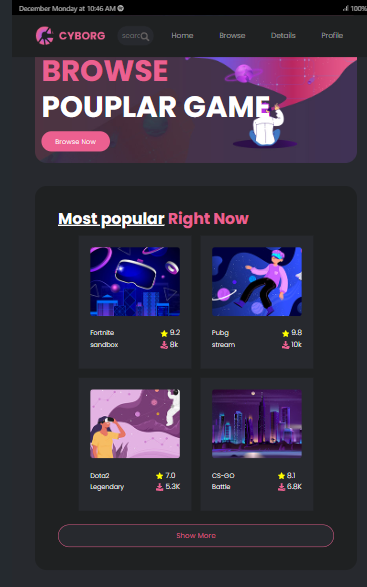 December Monday at 10:46 AM
100%
CYBORG
searc
Home
Browse
Details
Profile
BROWSE
POUPLAR GAME
Browse Now
Most popular Right Now
Fortnite
9.2
sandbox
8k
Pubg
9.8
stream
10k
Dota2
7.0
Legendary
5.3K
CS-GO
8.1
Battle
6.8K
Show More